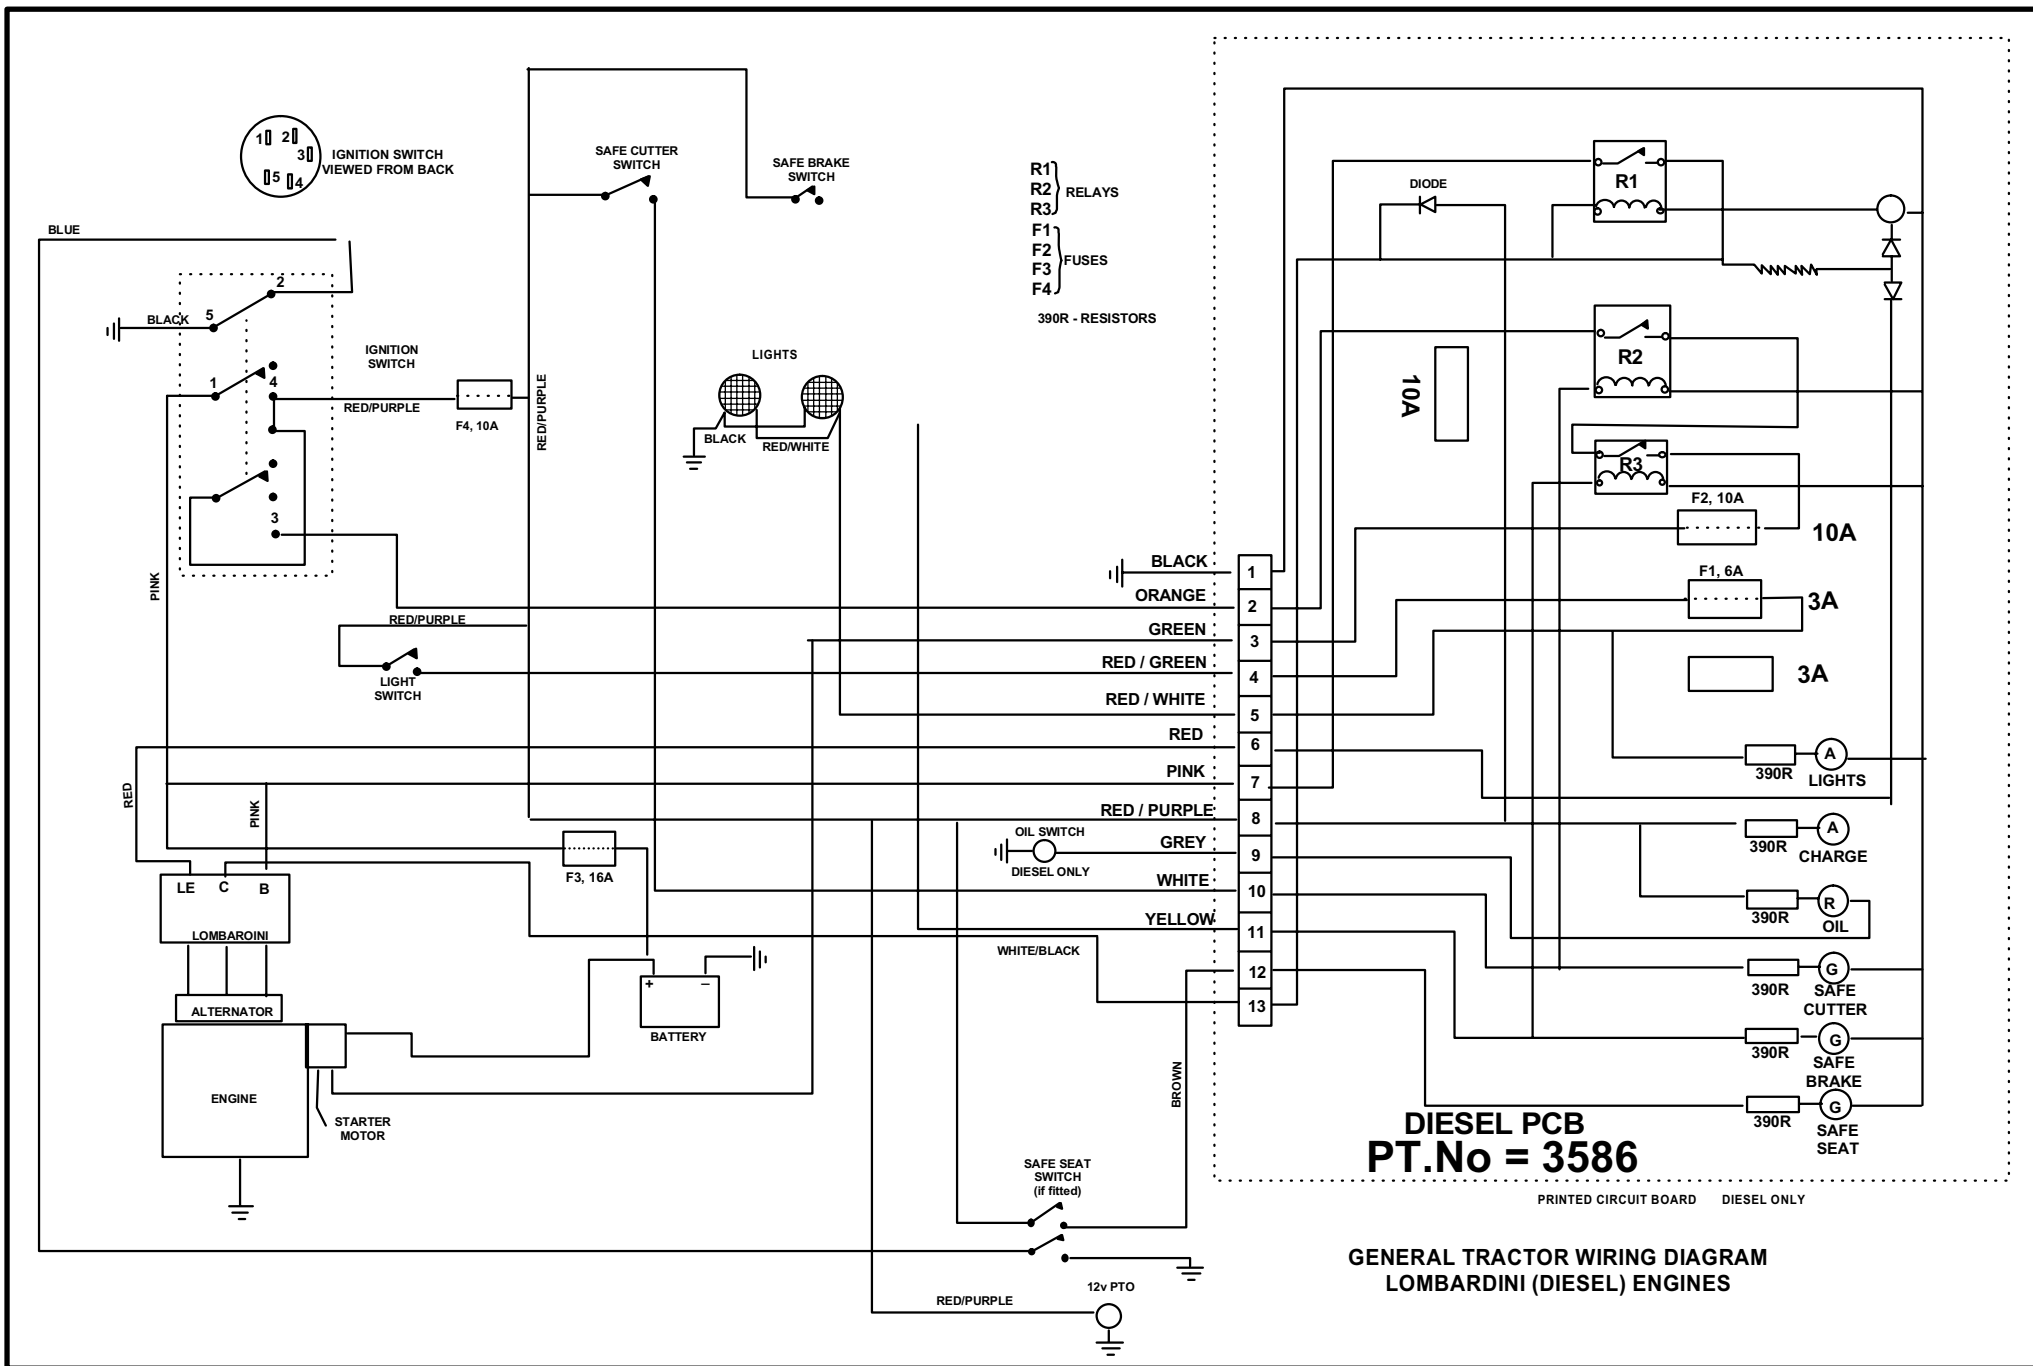 1 2
3
5 4
IGNITION SWITCH
VIEWED FROM BACK
SAFE CUTTER
SWITCH
SAFE BRAKE
SWITCH
R1
R2
R3
RELAYS
F1
F2
F3
F4
FUSES
390R - RESISTORS
BLUE
2
5
BLACK
IGNITION
SWITCH
1
4
RED/PURPLE
F4, 10A
RED/PURPLE
3
PINK
LIGHTS
BLACK
RED/WHITE
RED/PURPLE
LIGHT
SWITCH
RED
PINK
LE C B
LOMBAROINI
ALTERNATOR
ENGINE
STARTER
MOTOR
F3, 16A
+ –
BATTERY
OIL SWITCH
DIESEL ONLY
WHITE/BLACK
BROWN
SAFE SEAT
SWITCH
(if fitted)
12v PTO
RED/PURPLE
BLACK 1
ORANGE 2
GREEN 3
RED / GREEN 4
RED / WHITE 5
RED 6
PINK 7
RED / PURPLE 8
GREY 9
WHITE 10
YELLOW 11
12
13
DIODE
R1
R2
10A
R3
F2, 10A
10A
F1, 6A
3A
3A
390R A
LIGHTS
390R A
CHARGE
390R R
OIL
390R G
SAFE
CUTTER
390R G
SAFE
BRAKE
390R G
SAFE
SEAT
DIESEL PCB
PT.No = 3586
PRINTED CIRCUIT BOARD DIESEL ONLY
GENERAL TRACTOR WIRING DIAGRAM
LOMBARDINI (DIESEL) ENGINES